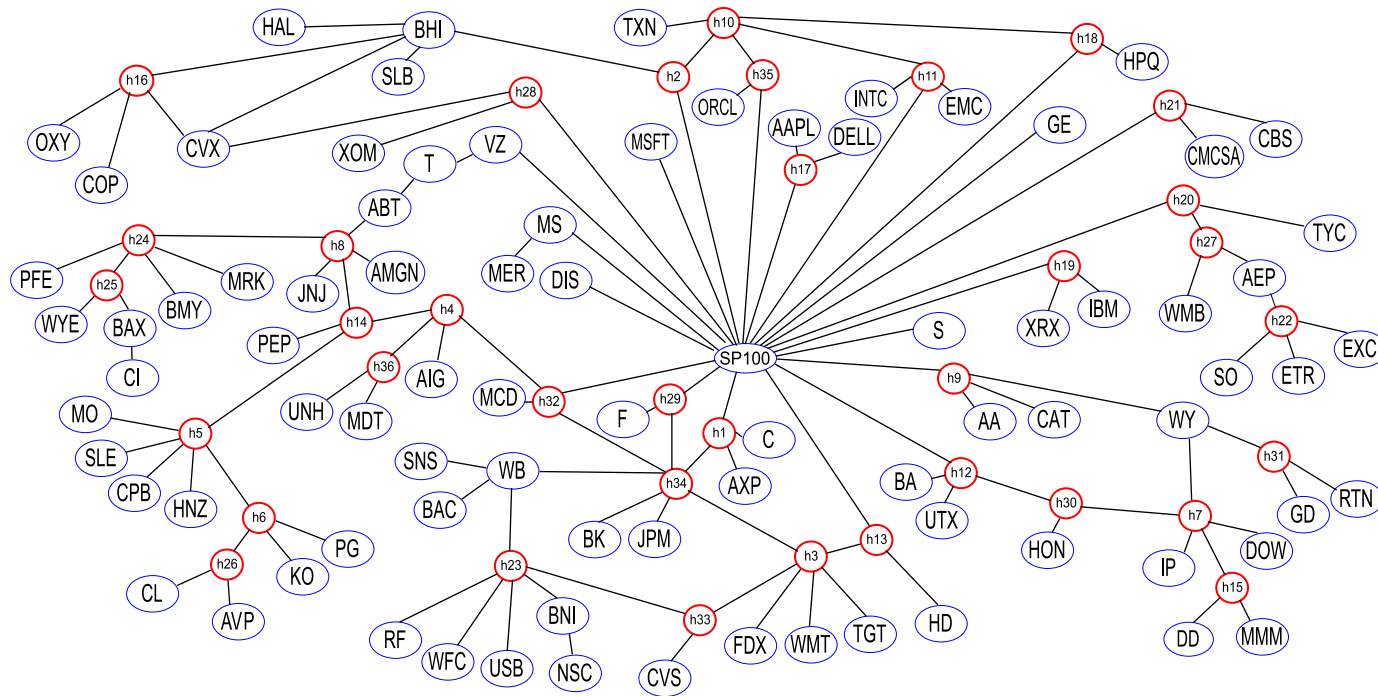 HAL
BHI
TXN
h10
h18
HPQ
SLB
h16
h2
h35
h11
h28
ORCL
INTC
EMC
h21
OXY
CVX
XOM
VZ
T
MSFT
AAPL
DELL
GE
CMCSA
CBS
COP
h17
ABT
h20
MS
TYC
h24
h8
h27
PFE
MRK
AMGN
MER
DIS
h19
AEP
h25
JNJ
BMY
WYE
BAX
h4
XRX
IBM
WMB
h14
h22
PEP
S
EXC
CI
SP100
h36
AIG
SO
ETR
h9
UNH
MDT
MCD
h32
h29
MO
F
AA
CAT
WY
h5
h1
C
SLE
SNS
WB
h31
CPB
h34
AXP
BA
h12
RTN
HNZ
BAC
h30
GD
h6
UTX
h7
PG
BK
JPM
h13
HON
DOW
h26
h3
KO
h23
IP
CL
h15
AVP
BNI
h33
HD
RF
TGT
DD
MMM
WFC
FDX
WMT
USB
NSC
CVS